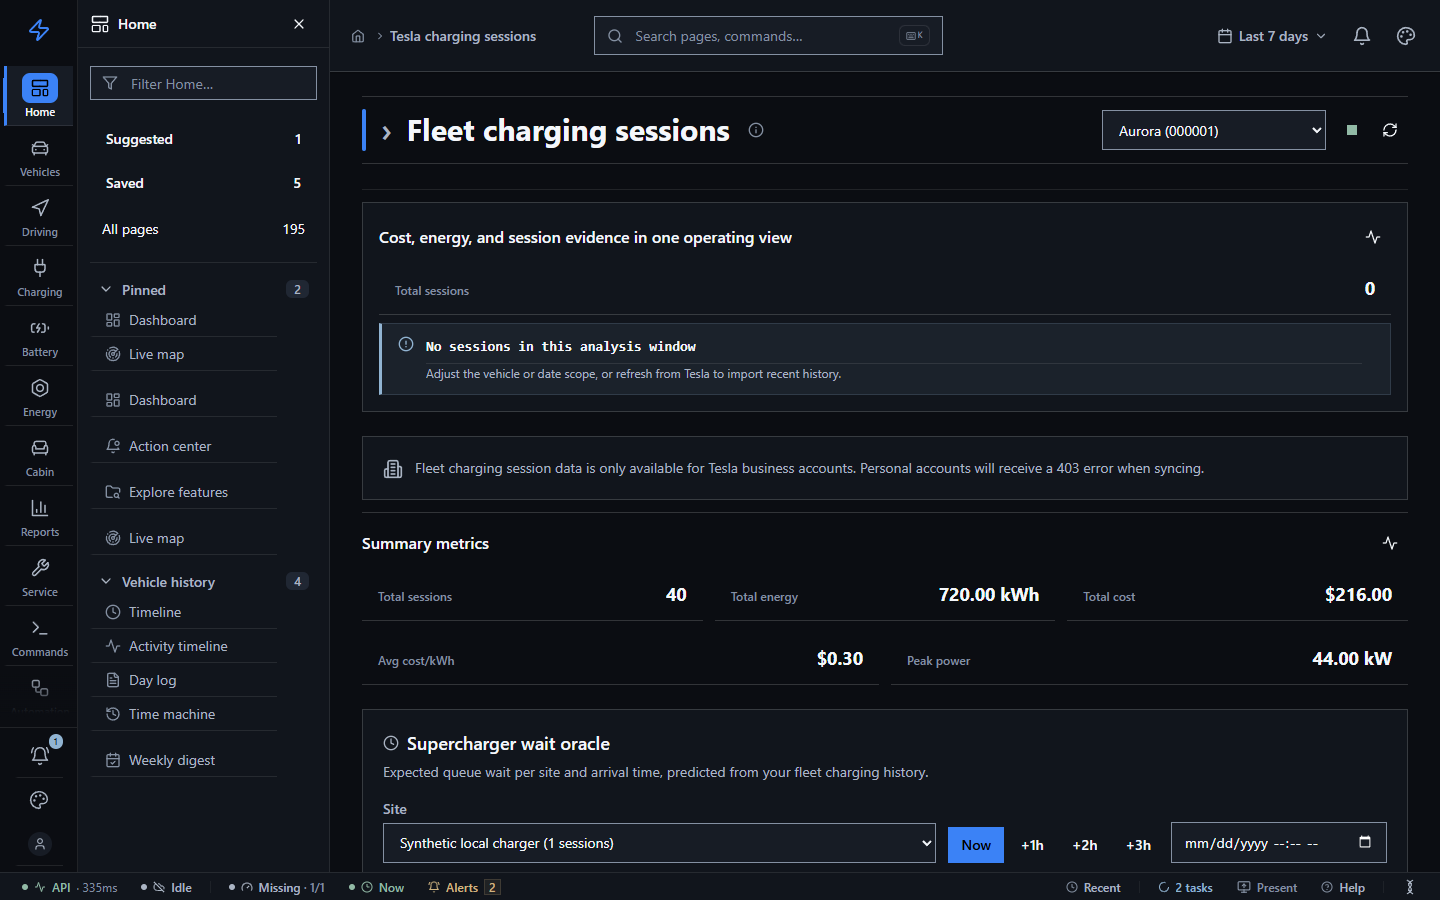 Home
Tesla charging sessions
Search pages, commands...
K
Last 7 days
Home
Vehicles
Driving
Charging
Battery
Energy
Cabin
Reports
Service
Commands
1
Filter Home...
Suggested 1
Saved 5
All pages 195
Pinned 2
Dashboard
Live map
Dashboard
Action center
Explore features
Live map
Vehicle history 4
Timeline
Activity timeline
Day log
Time machine
Weekly digest
Fleet charging sessions
Aurora (000001)
Cost, energy, and session evidence in one operating view
Total sessions 0
No sessions in this analysis window
Adjust the vehicle or date scope, or refresh from Tesla to import recent history.
Fleet charging session data is only available for Tesla business accounts. Personal accounts will receive a 403 error when syncing.
Summary metrics
Total sessions 40 Total energy 720.00 kWh Total cost $216.00
Avg cost/kWh $0.30 Peak power 44.00 kW
Supercharger wait oracle
Expected queue wait per site and arrival time, predicted from your fleet charging history.
Site
Synthetic local charger (1 sessions) Now +1h +2h +3h mm/dd/yyyy --:-- --
API · 335ms Idle Missing · 1/1 Now Alerts 2 Recent 2 tasks Present Help